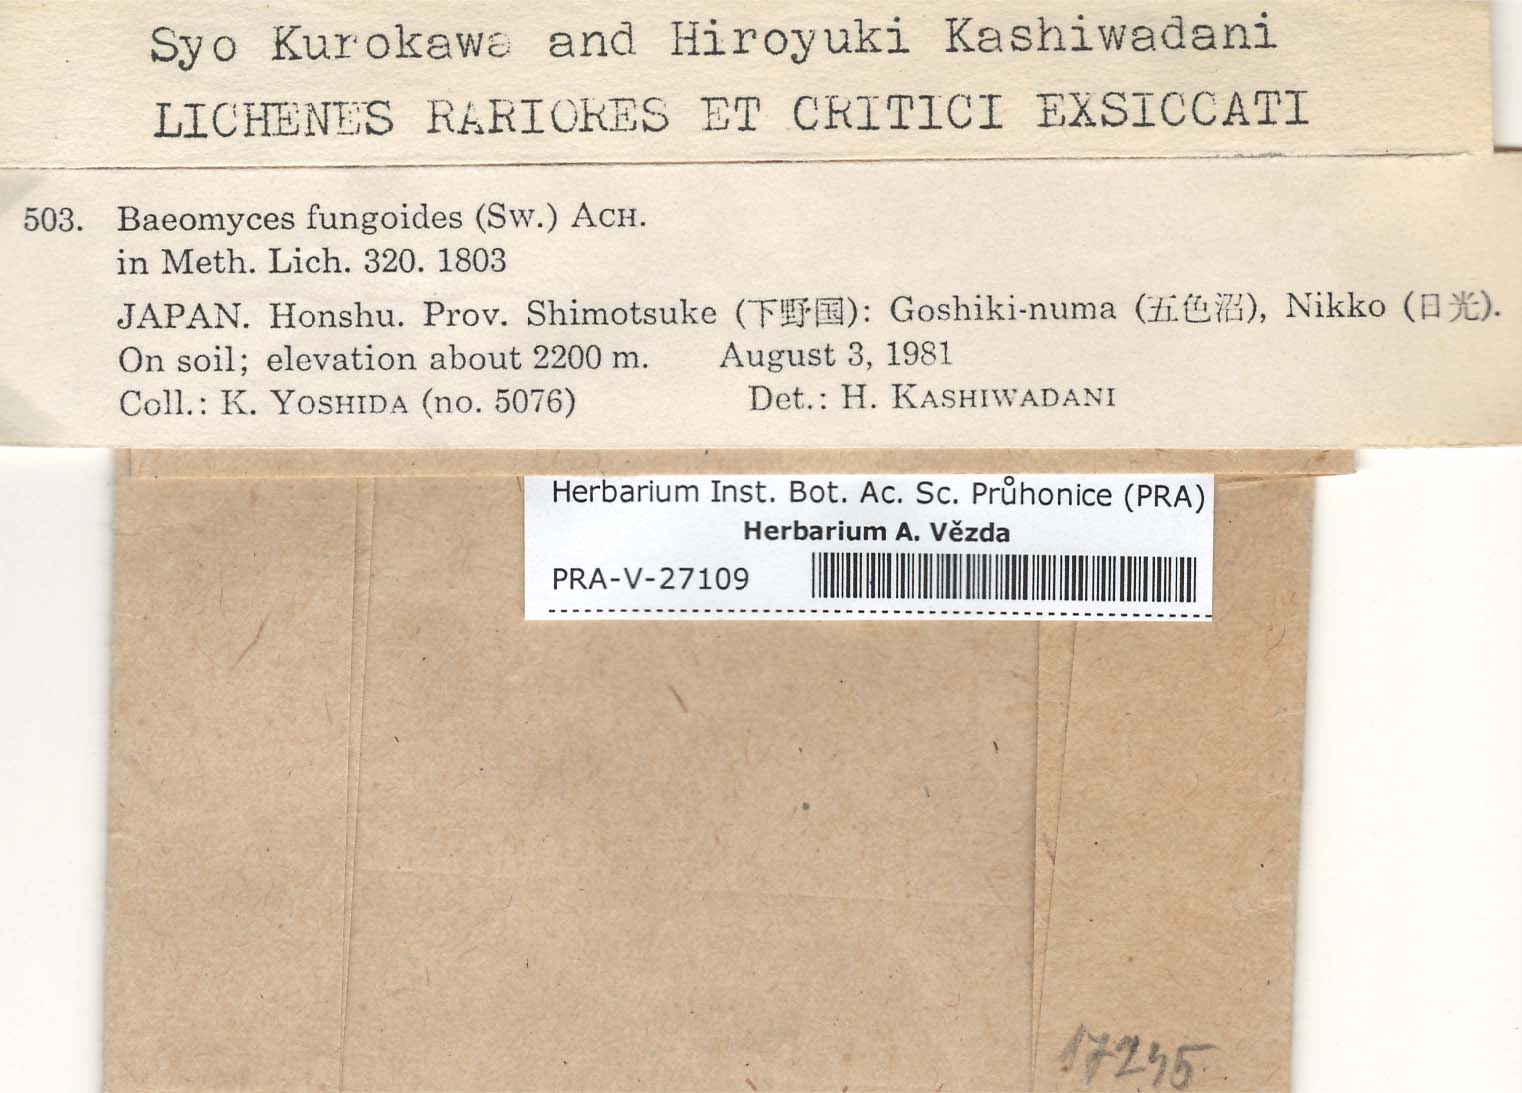 Syo Kurokawa and Hiroyuki Kashiwadani
LICHENES RARIORES ET CRITICI EXSICCATI
503. Baeomyces fungoides (Sw.) Ach.
in Meth. Lich. 320. 1803
JAPAN. Honshu. Prov. Shimotsuke (下野国): Goshiki-numa (五色沼), Nikko (日光).
On soil; elevation about 2200 m. August 3, 1981
Coll.: K. Yoshida (no. 5076) Det.: H. Kashiwadani
Herbarium Inst. Bot. Ac. Sc. Průhonice (PRA)
Herbarium A. Vězda
PRA-V-27109
17245